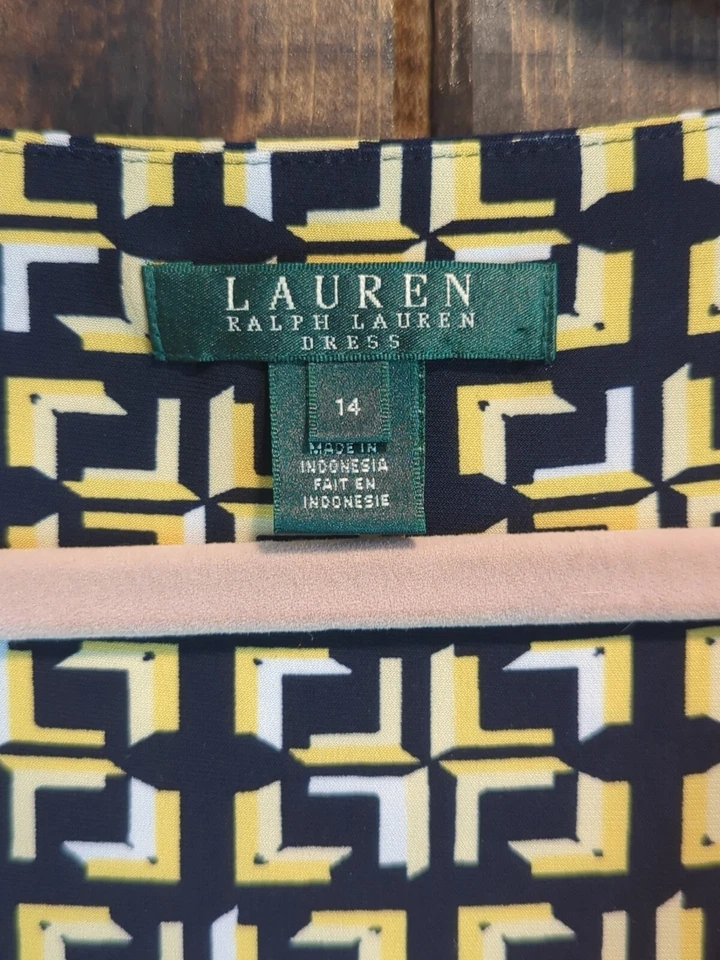 LAUREN
RALPH LAUREN
DRESS
14
MADE IN
INDONESIA
FAIT EN
INDONESIE